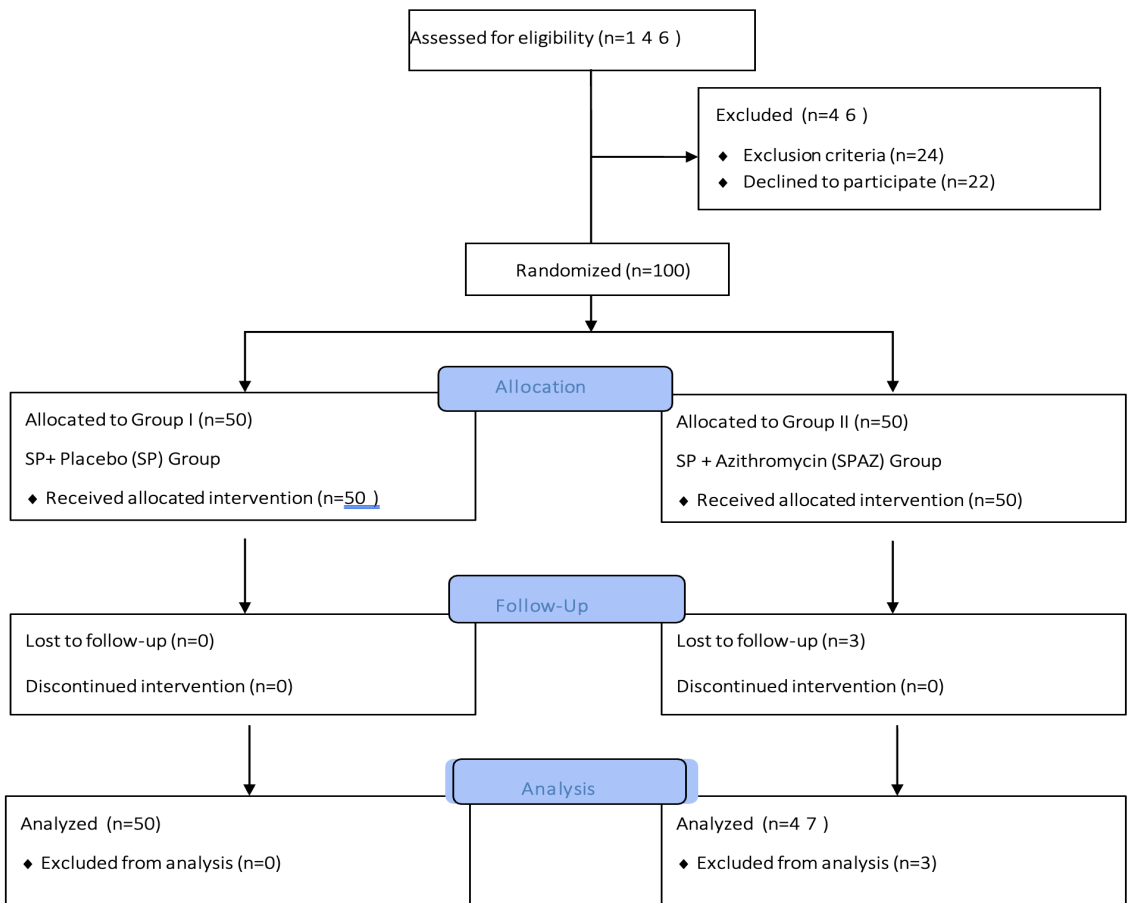 Assessed for eligibility (n=1 4 6 )
Excluded (n=4 6 )
♦ Exclusion criteria (n=24)
♦ Declined to participate (n=22)
Randomized (n=100)
Allocation
Allocated to Group I (n=50)
SP+ Placebo (SP) Group
♦ Received allocated intervention (n=50 )
Allocated to Group II (n=50)
SP + Azithromycin (SPAZ) Group
♦ Received allocated intervention (n=50)
Follow-Up
Lost to follow-up (n=0)
Discontinued intervention (n=0)
Lost to follow-up (n=3)
Discontinued intervention (n=0)
Analysis
Analyzed (n=50)
♦ Excluded from analysis (n=0)
Analyzed (n=4 7 )
♦ Excluded from analysis (n=3)